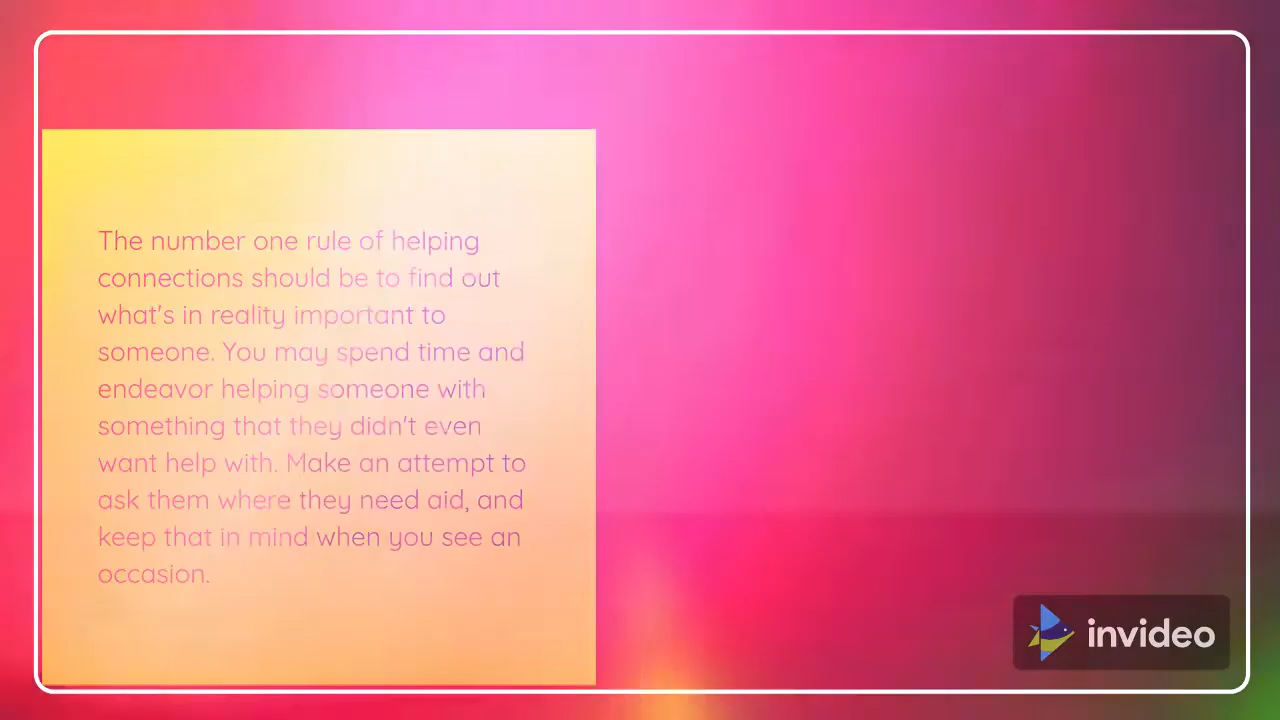 The number one rule of helping
connections should be to find out
what's in reality important to
someone. You may spend time and
endeavor helping someone with
something that they didn't even
want help with. Make an attempt to
ask them where they need aid, and
keep that in mind when you see an
occasion.
invideo